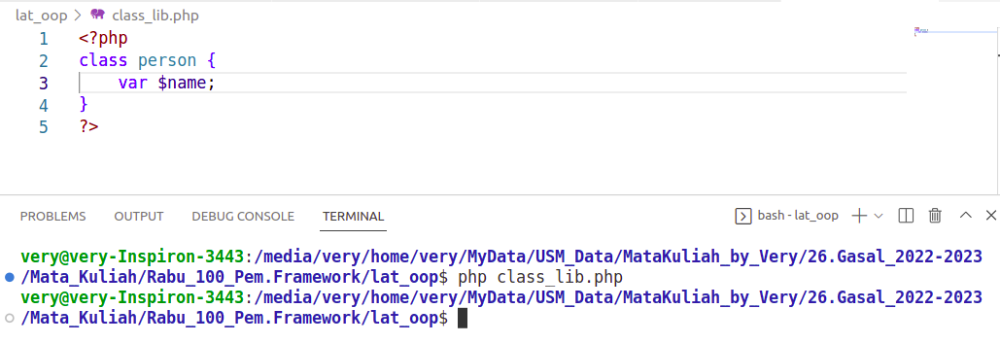 lat_oop > class_lib.php
1 <?php
2 class person {
3 var $name;
4 }
5 ?>
PROBLEMS OUTPUT DEBUG CONSOLE TERMINAL bash - lat_oop
very@very-Inspiron-3443:/media/very/home/very/MyData/USM_Data/MataKuliah_by_Very/26.Gasal_2022-2023
/Mata_Kuliah/Rabu_100_Pem.Framework/lat_oop$ php class_lib.php
very@very-Inspiron-3443:/media/very/home/very/MyData/USM_Data/MataKuliah_by_Very/26.Gasal_2022-2023
/Mata_Kuliah/Rabu_100_Pem.Framework/lat_oop$